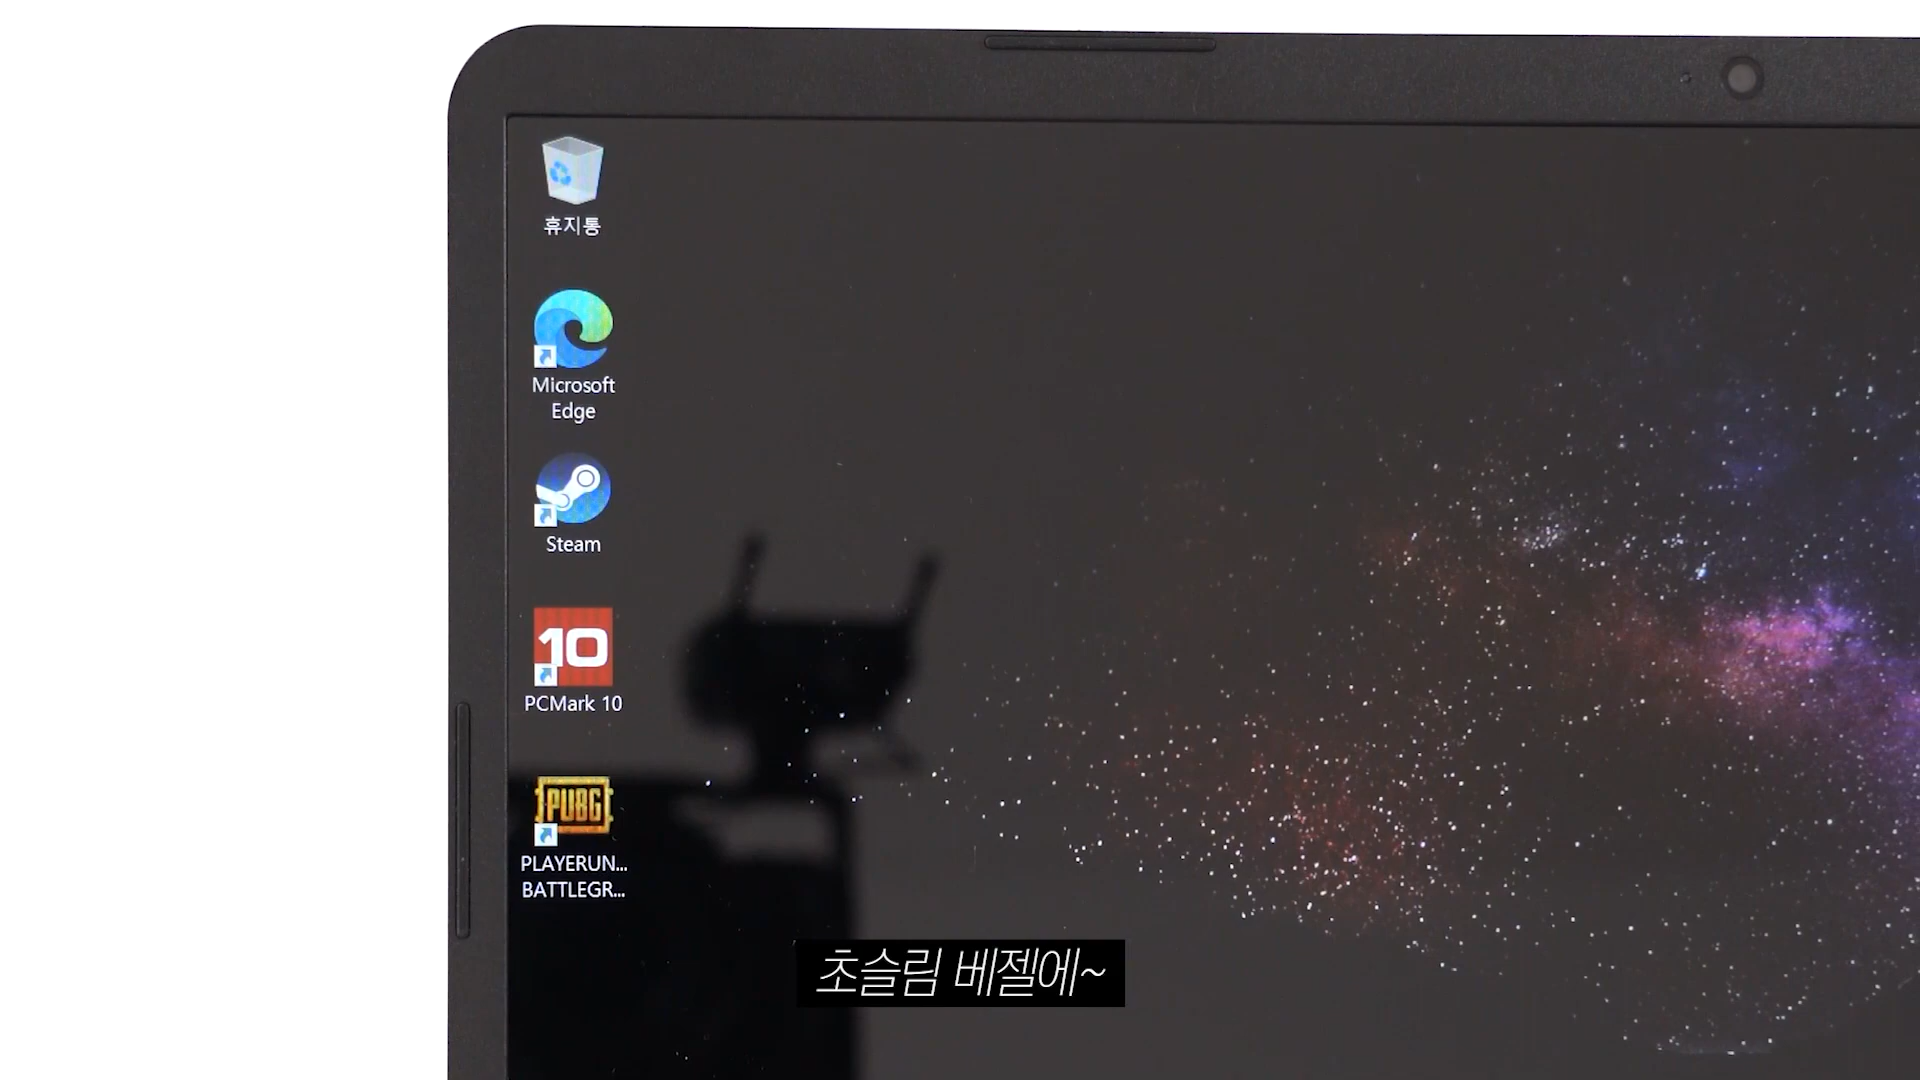 휴지통
Microsoft
Edge
Steam
10
PCMark 10
PUBG
PLAYERUN...
BATTLEGR...
초슬림 베젤에~